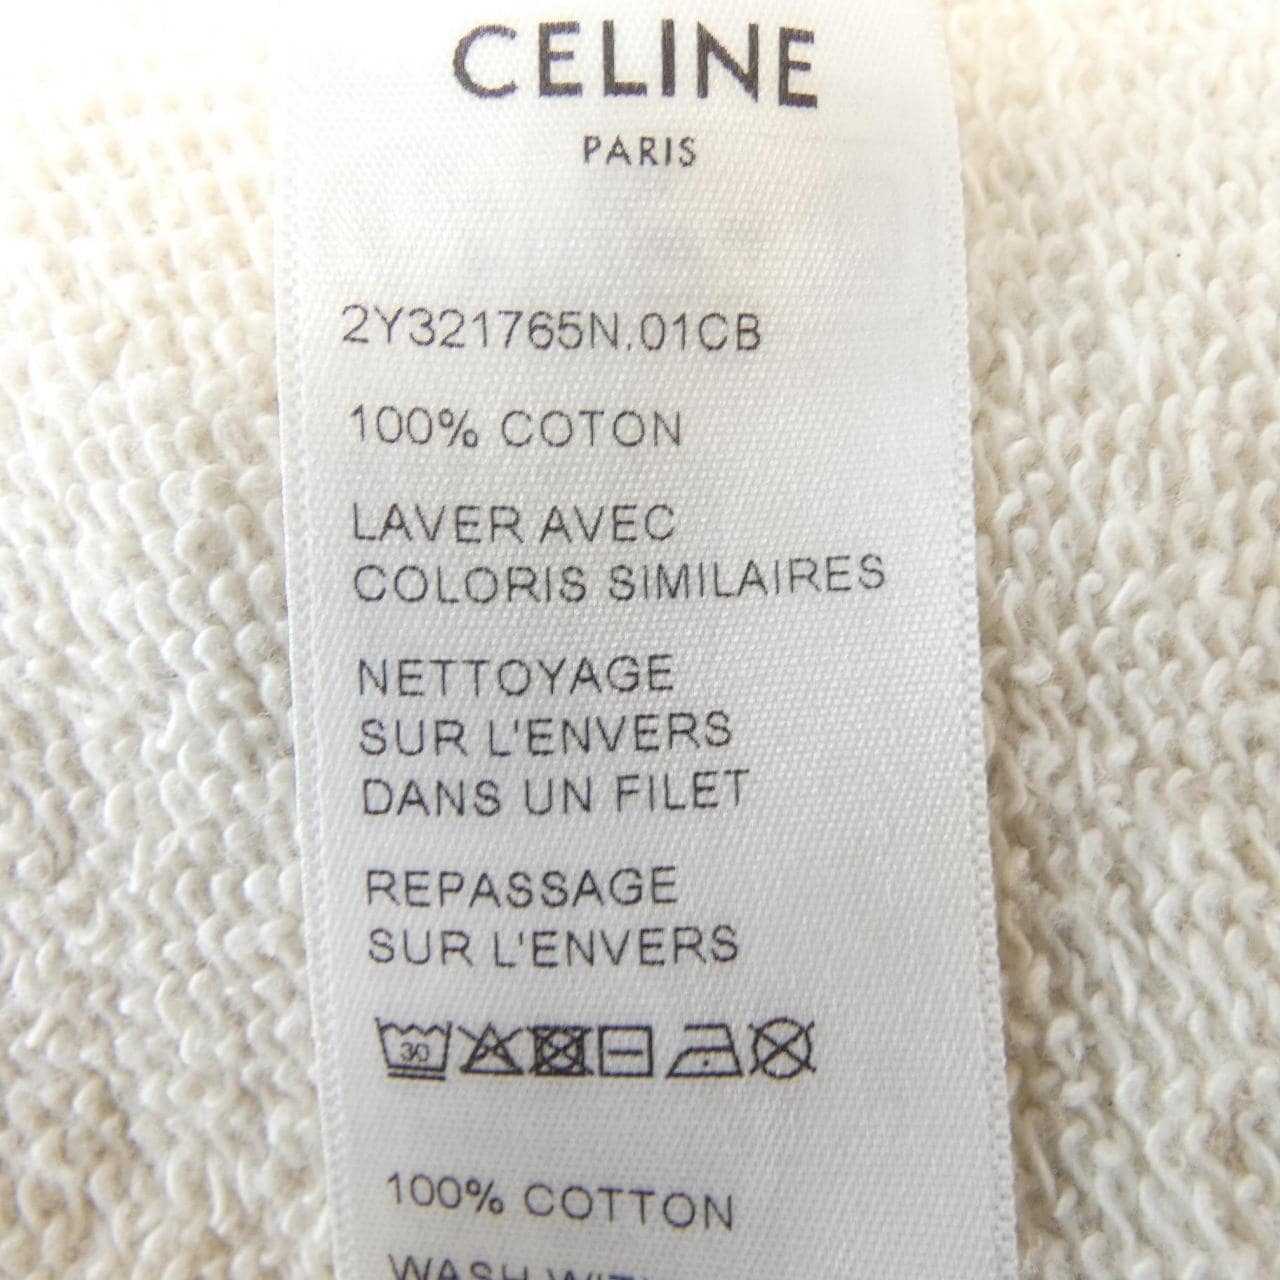 CELINE
PARIS
2Y321765N.01CB
100% COTON
LAVER AVEC
COLORIS SIMILAIRES
NETTOYAGE
SUR L'ENVERS
DANS UN FILET
REPASSAGE
SUR L'ENVERS
30
100% COTTON
WASH